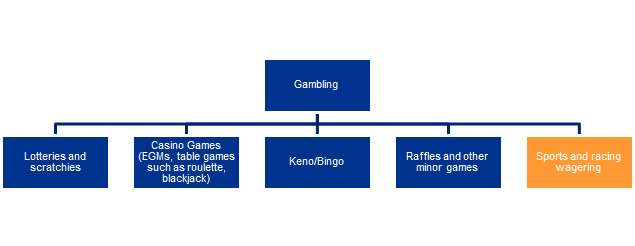 Gambling
Lotteries and
scratchies
Casino Games
(EGMs, table games
such as roulette,
blackjack)
Keno/Bingo
Raffles and other
minor games
Sports and racing
wagering